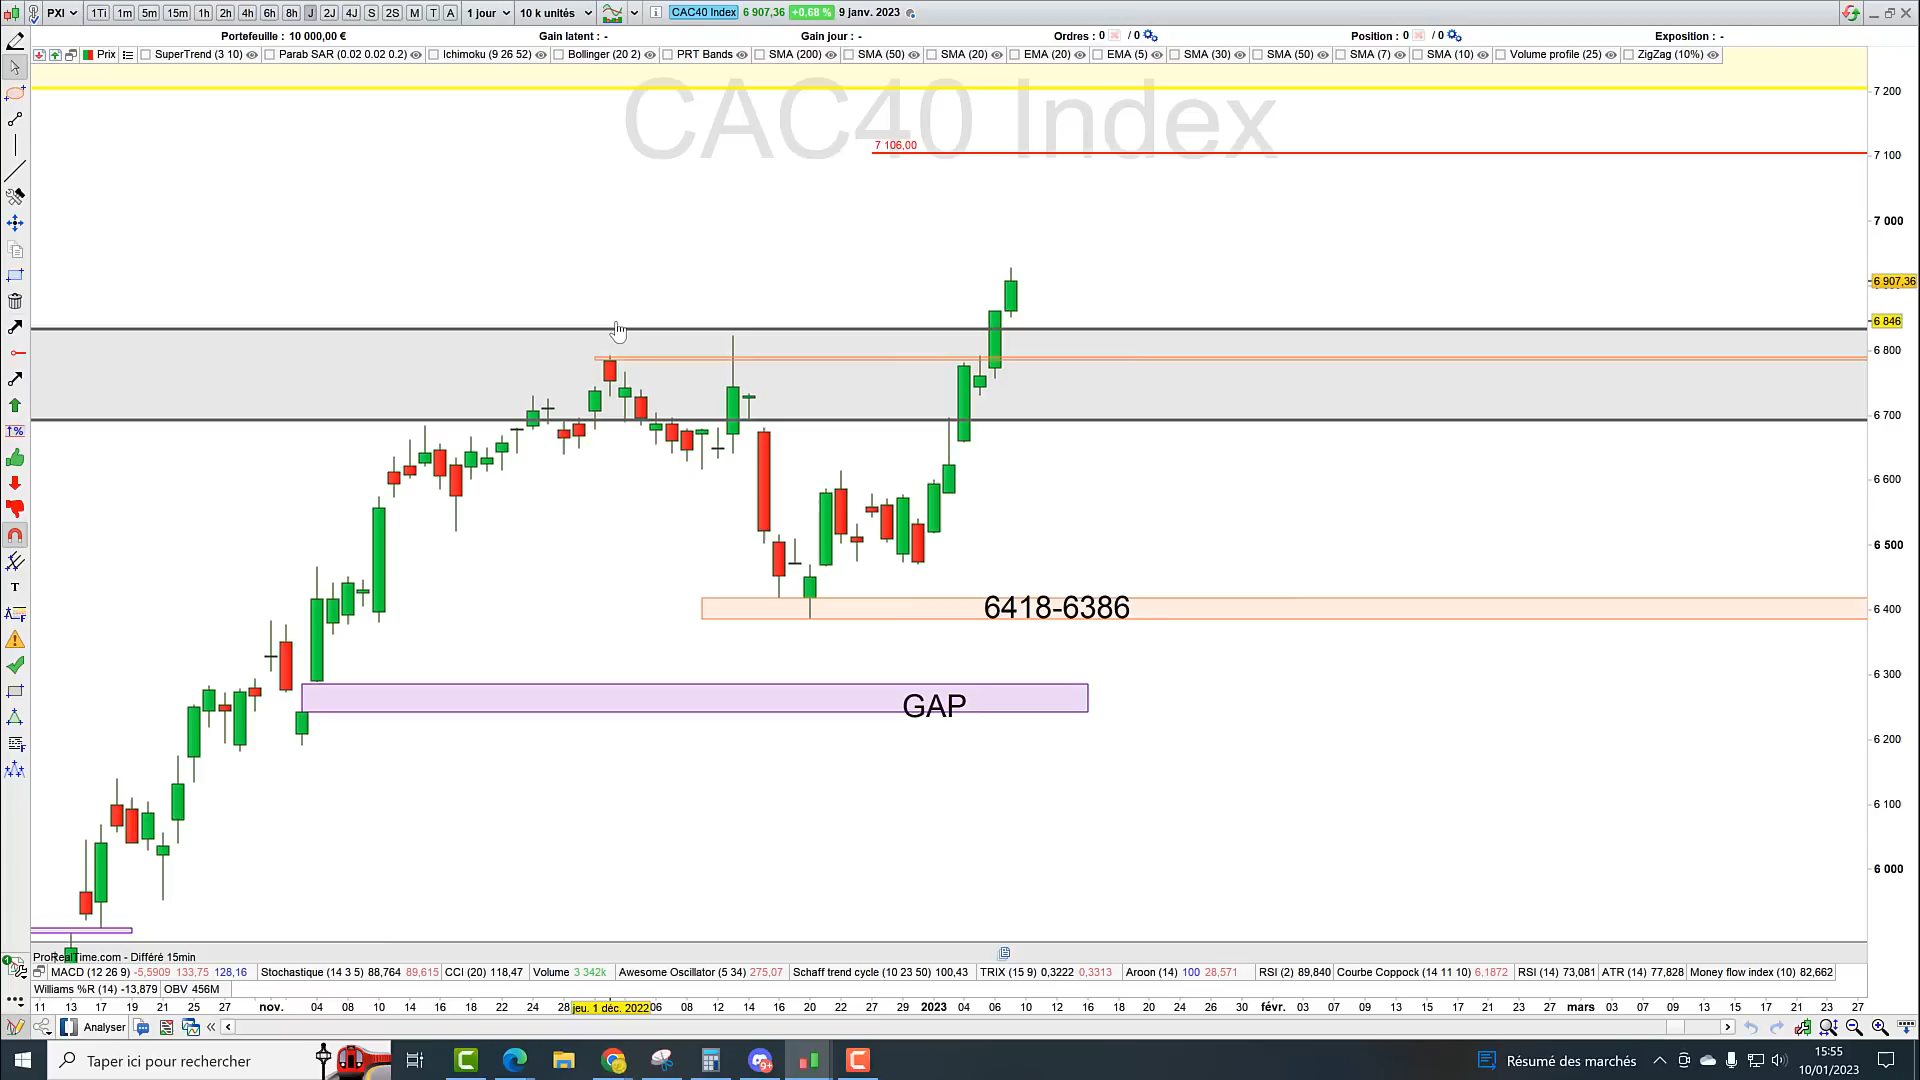 PXI 1Ti 1m 5m 15m 1h 2h 4h 6h 8h J 2J 4J S 2S M T A 1 jour 10 k unités CAC40 Index 6 907,36 +0,68 % 9 janv. 2023
Portefeuille : 10 000,00 € Gain latent : - Gain jour : - Ordres : 0 / 0 Position : 0 / 0 Exposition : -
Prix SuperTrend (3 10) Parab SAR (0.02 0.02 0.2) Ichimoku (9 26 52) Bollinger (20 2) PRT Bands SMA (200) SMA (50) SMA (20) EMA (20) EMA (5) SMA (30) SMA (50) SMA (7) SMA (10) Volume profile (25) ZigZag (10%)
CAC40 Index
7 200
7 106,00
7 100
7 000
6 907,36
6 846
6 800
6 700
6 600
6 500
6418-6386
6 400
6 300
GAP
6 200
6 100
6 000
ProRealTime.com - Différé 15min
MACD (12 26 9) -5,5909 133,75 128,16 Stochastique (14 3 5) 88,764 89,615 CCI (20) 118,47 Volume 3 342k Awesome Oscillator (5 34) 275,07 Schaff trend cycle (10 23 50) 100,43 TRIX (15 9) 0,3222 0,3313 Aroon (14) 100 28,571 RSI (2) 89,840 Courbe Coppock (14 11 10) 6,1872 RSI (14) 73,081 ATR (14) 77,828 Money flow index (10) 82,662
Williams %R (14) -13,879 OBV 456M
11 13 17 19 21 25 27 nov. 04 08 10 14 16 18 22 24 28 jeu. 1 déc. 2022 06 08 12 14 16 20 22 27 29 2023 04 06 10 12 16 18 20 24 26 30 févr. 03 07 09 13 15 17 21 23 27 mars 03 07 09 13 15 17 21 23 27
Analyser
Taper ici pour rechercher
Résumé des marchés
15:55
10/01/2023